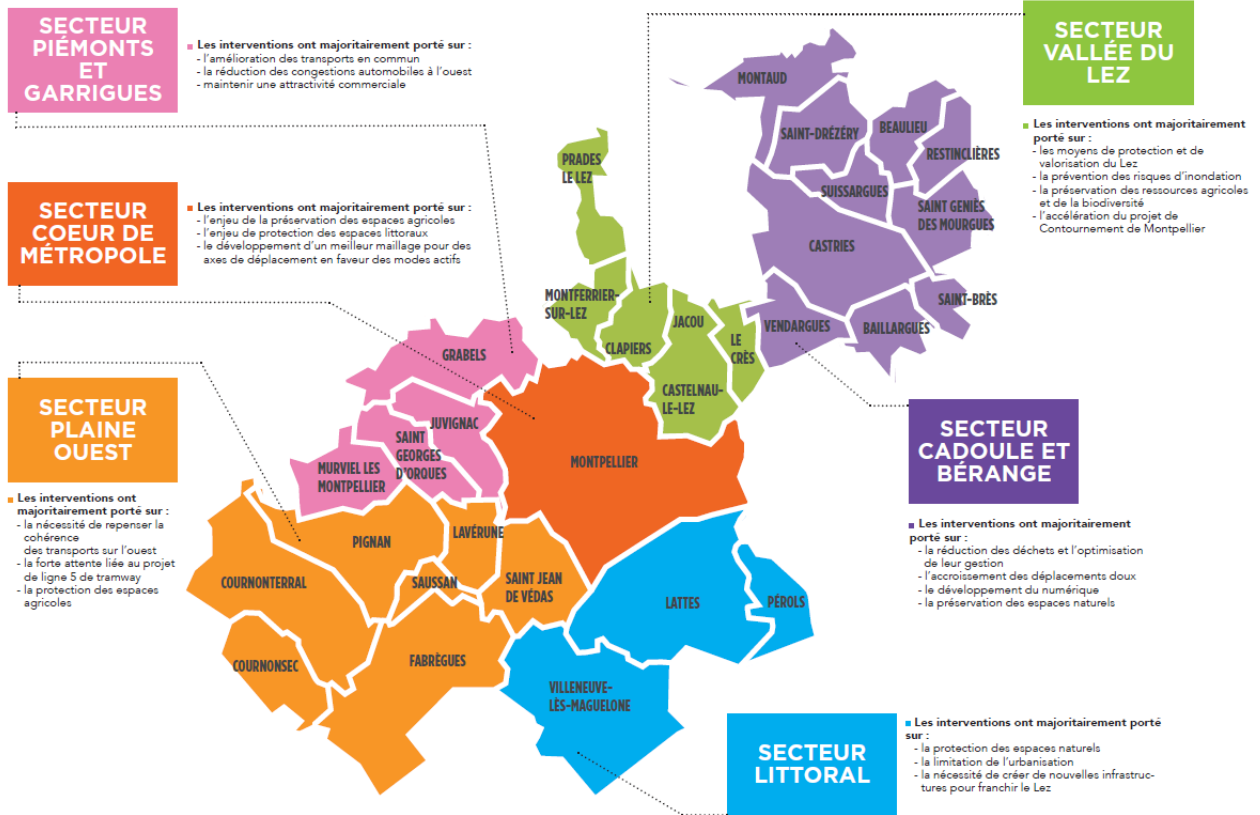 SECTEUR
PIÉMONTS
ET
GARRIGUES
Les interventions ont majoritairement porté sur :
- l'amélioration des transports en commun
- la réduction des congestions automobiles à l'ouest
- maintenir une attractivité commerciale
SECTEUR
COEUR DE
MÉTROPOLE
Les interventions ont majoritairement porté sur :
- l'enjeu de la préservation des espaces agricoles
- l'enjeu de protection des espaces littoraux
- le développement d'un meilleur maillage pour des
axes de déplacement en faveur des modes actifs
SECTEUR
PLAINE
OUEST
Les interventions ont
majoritairement porté sur :
- la nécessité de repenser la
cohérence
des transports sur l'ouest
- la forte attente liée au projet
de ligne 5 de tramway
- la protection des espaces
agricoles
SECTEUR
VALLÉE DU
LEZ
Les interventions ont majoritairement
porté sur :
- les moyens de protection et de
valorisation du Lez
- la prévention des risques d'inondation
- la préservation des ressources agricoles
et de la biodiversité
- l'accélération du projet de
Contournement de Montpellier
SECTEUR
CADOULE ET
BÉRANGE
Les interventions ont majoritairement
porté sur :
- la réduction des déchets et l'optimisation
de leur gestion
- l'accroissement des déplacements doux
- le développement du numérique
- la préservation des espaces naturels
SECTEUR
LITTORAL
Les interventions ont majoritairement porté
sur :
- la protection des espaces naturels
- la limitation de l'urbanisation
- la nécessité de créer de nouvelles infrastruc-
tures pour franchir le Lez
MONTAUD
SAINT-DRÉZÉRY
BEAULIEU
RESTINCLIÈRES
SUISSARGUES
SAINT GENIÈS
DES MOURGUES
CASTRIES
SAINT-BRÈS
VENDARGUES
BAILLARGUES
PRADES
LE LEZ
MONTFERRIER-
SUR-LEZ
CLAPIERS
JACOU
LE
CRÈS
CASTELNAU-
LE-LEZ
GRABELS
JUVIGNAC
SAINT
GEORGES
D'ORQUES
MURVIEL LES
MONTPELLIER
MONTPELLIER
PIGNAN
LAVÉRUNE
COURNONTERRAL
SAUSSAN
SAINT JEAN
DE VÉDAS
COURNONSEC
FABRÈGUES
LATTES
PÉROLS
VILLENEUVE-
LÈS-MAGUELONE